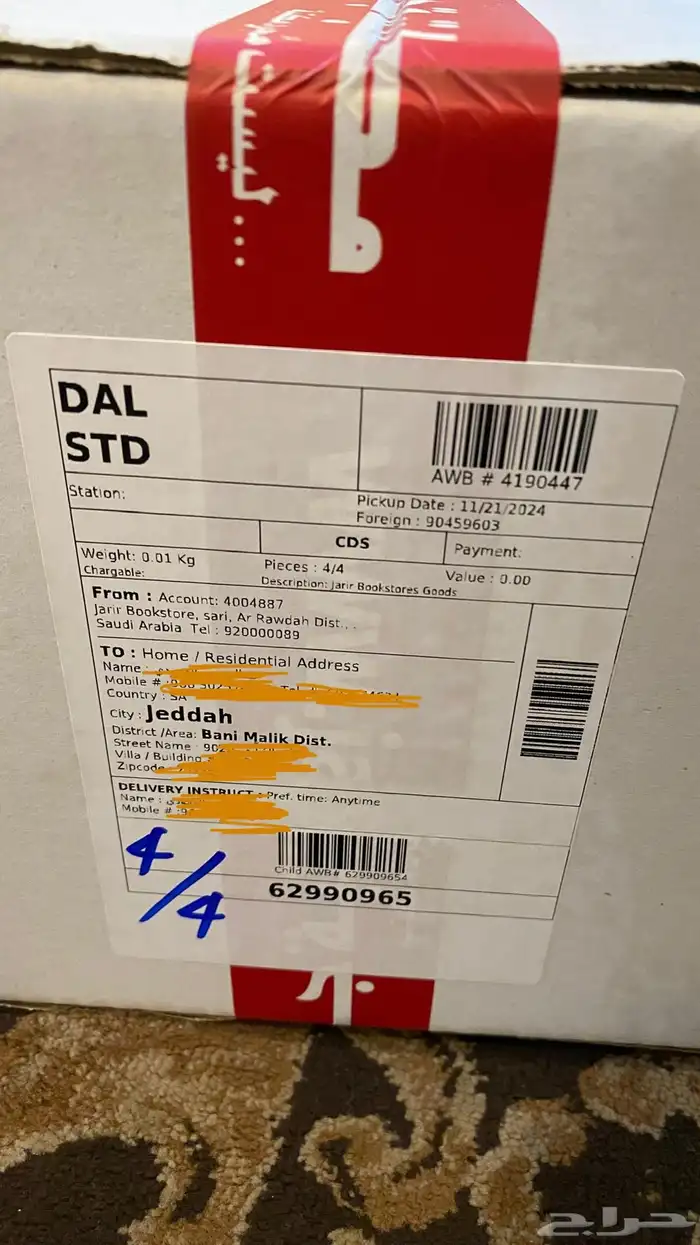 ليست
...
DAL
STD
AWB # 4190447
Station:
Pickup Date : 11/21/2024
Foreign : 90459603
CDS
Payment:
Weight: 0.01 Kg
Pieces : 4/4
Value : 0.00
Chargable:
Description: Jarir Bookstores Goods
From : Account: 4004887
Jarir Bookstore, sari, Ar Rawdah Dist., .
Saudi Arabia Tel : 920000089
TO : Home / Residential Address
Name :
Mobile # :
Country : SA
City : Jeddah
District /Area: Bani Malik Dist.
Street Name 902
Villa / Building #
Zipcode
DELIVERY INSTRUCT : Pref. time: Anytime
Name :
Mobile #
4/4
Child AWB# 629909654
62990965
حراج